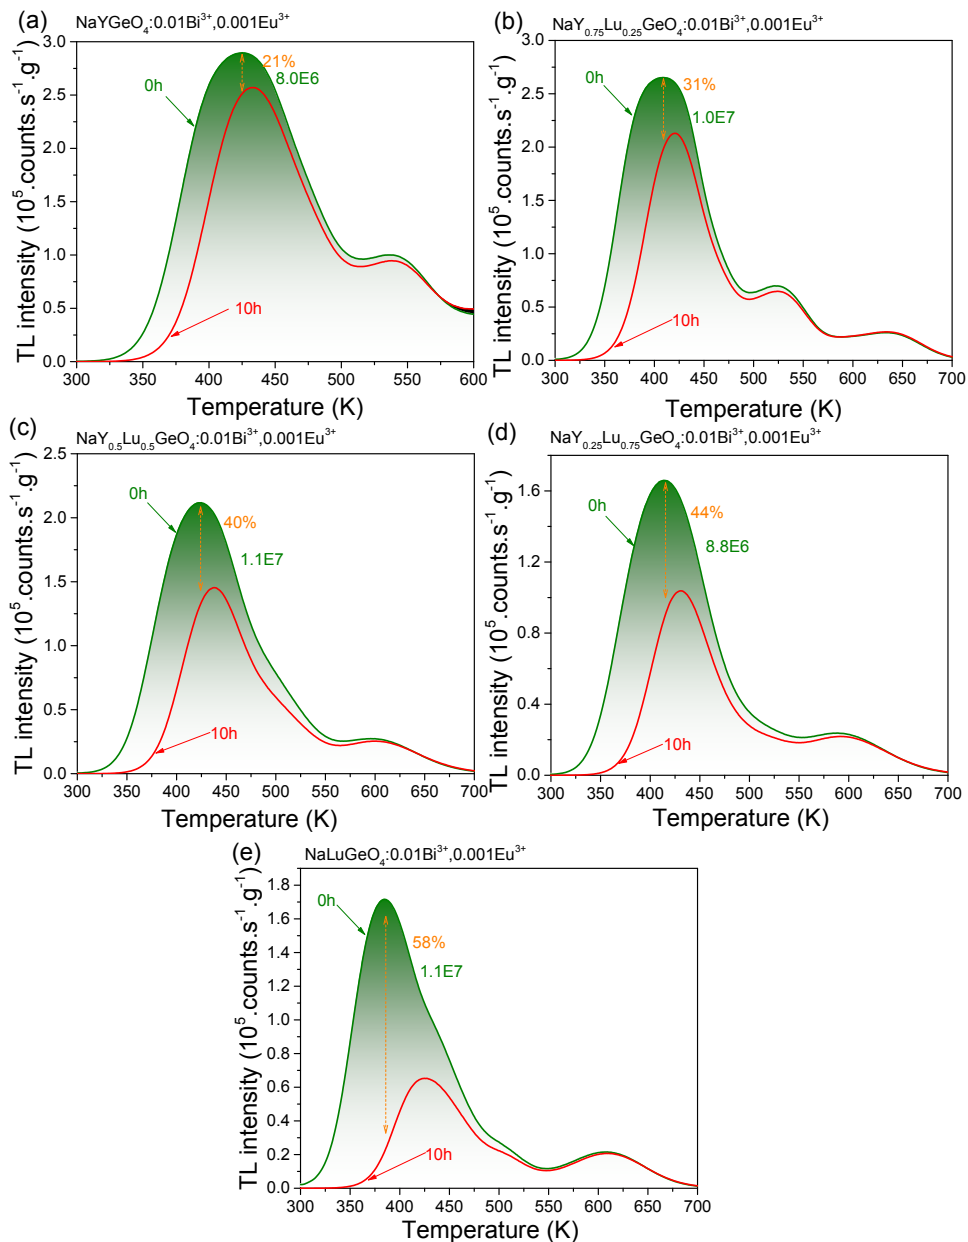 (a)
NaYGeO₄:0.01Bi³⁺,0.001Eu³⁺
TL intensity (10⁵.counts.s⁻¹.g⁻¹)
3.0
2.5
2.0
1.5
1.0
0.5
0.0
0h
21%
8.0E6
10h
300 350 400 450 500 550 600
Temperature (K)
(b)
NaY₀.₇₅Lu₀.₂₅GeO₄:0.01Bi³⁺,0.001Eu³⁺
TL intensity (10⁵.counts.s⁻¹.g⁻¹)
3.0
2.5
2.0
1.5
1.0
0.5
0.0
0h
31%
1.0E7
10h
300 350 400 450 500 550 600 650 700
Temperature (K)
(c)
NaY₀.₅Lu₀.₅GeO₄:0.01Bi³⁺,0.001Eu³⁺
TL intensity (10⁵.counts.s⁻¹.g⁻¹)
2.5
2.0
1.5
1.0
0.5
0.0
0h
40%
1.1E7
10h
300 350 400 450 500 550 600 650 700
Temperature (K)
(d)
NaY₀.₂₅Lu₀.₇₅GeO₄:0.01Bi³⁺,0.001Eu³⁺
TL intensity (10⁵.counts.s⁻¹.g⁻¹)
1.6
1.2
0.8
0.4
0.0
0h
44%
8.8E6
10h
300 350 400 450 500 550 600 650 700
Temperature (K)
(e)
NaLuGeO₄:0.01Bi³⁺,0.001Eu³⁺
TL intensity (10⁵.counts.s⁻¹.g⁻¹)
1.8
1.6
1.4
1.2
1.0
0.8
0.6
0.4
0.2
0.0
0h
58%
1.1E7
10h
300 350 400 450 500 550 600 650 700
Temperature (K)